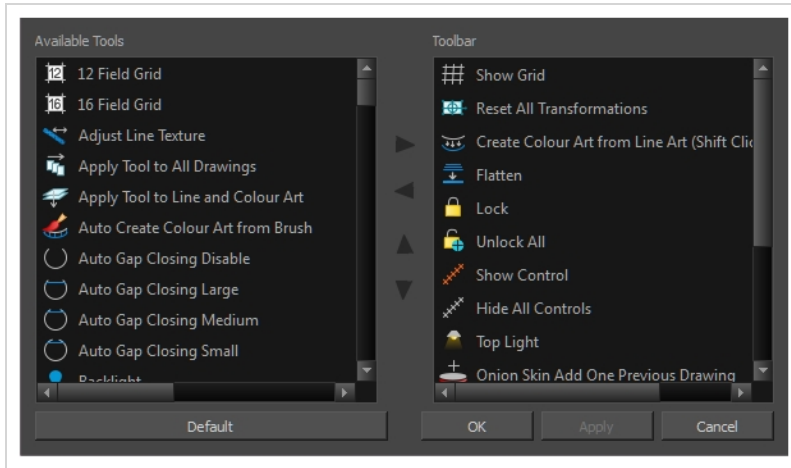 Available Tools
12 12 Field Grid
16 16 Field Grid
Adjust Line Texture
Apply Tool to All Drawings
Apply Tool to Line and Colour Art
Auto Create Colour Art from Brush
Auto Gap Closing Disable
Auto Gap Closing Large
Auto Gap Closing Medium
Auto Gap Closing Small
Backlight
Default
Toolbar
Show Grid
Reset All Transformations
Create Colour Art from Line Art (Shift Clic
Flatten
Lock
Unlock All
Show Control
Hide All Controls
Top Light
Onion Skin Add One Previous Drawing
OK
Apply
Cancel